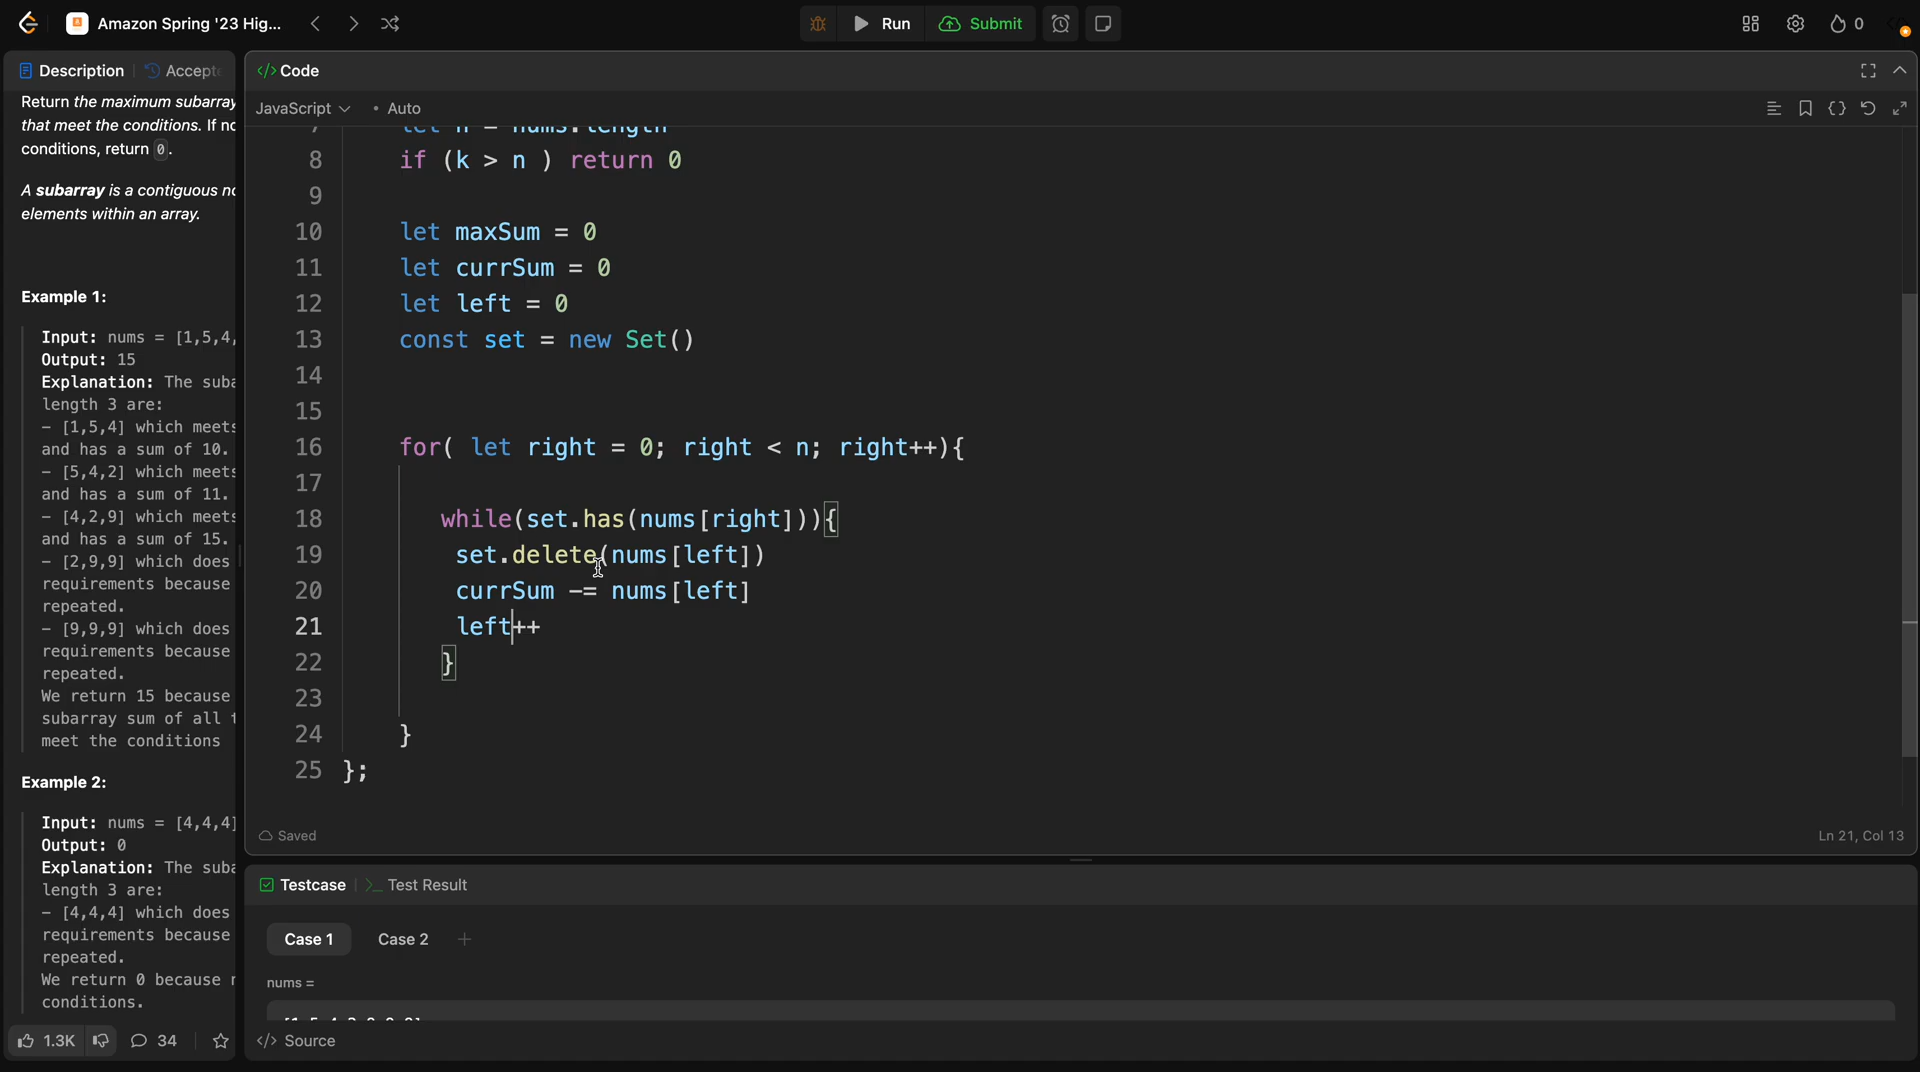 Amazon Spring '23 Hig...
Run
Submit
0
Description
Accept
Return the maximum subarray
that meet the conditions. If no
conditions, return 0.
A subarray is a contiguous no
elements within an array.
Example 1:
Input: nums = [1,5,4,
Output: 15
Explanation: The suba
length 3 are:
- [1,5,4] which meets
and has a sum of 10.
- [5,4,2] which meets
and has a sum of 11.
- [4,2,9] which meets
and has a sum of 15.
- [2,9,9] which does
requirements because
repeated.
- [9,9,9] which does
requirements because
repeated.
We return 15 because
subarray sum of all t
meet the conditions
Example 2:
Input: nums = [4,4,4]
Output: 0
Explanation: The suba
length 3 are:
- [4,4,4] which does
requirements because
repeated.
We return 0 because n
conditions.
1.3K
34
</> Code
JavaScript
• Auto
7 let n = nums.length
8 if (k > n ) return 0
9
10 let maxSum = 0
11 let currSum = 0
12 let left = 0
13 const set = new Set()
14
15
16 for( let right = 0; right < n; right++){
17
18 while(set.has(nums[right])){
19 set.delete(nums[left])
20 currSum -= nums[left]
21 left++
22 }
23
24 }
25 };
Saved
Ln 21, Col 13
Testcase
>_ Test Result
Case 1
Case 2
+
nums =
</> Source